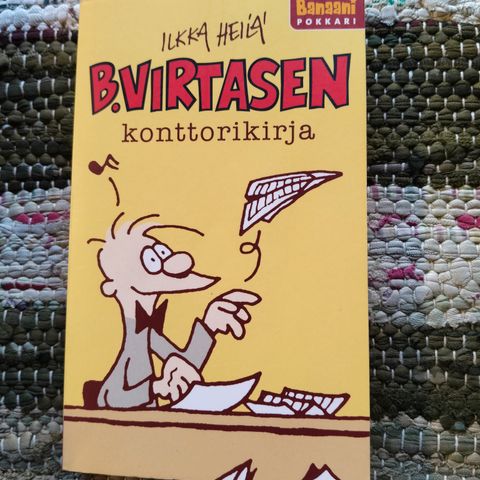 Banaani
POKKARI
ILKKA HEILÄ
B.VIRTASEN
konttorikirja